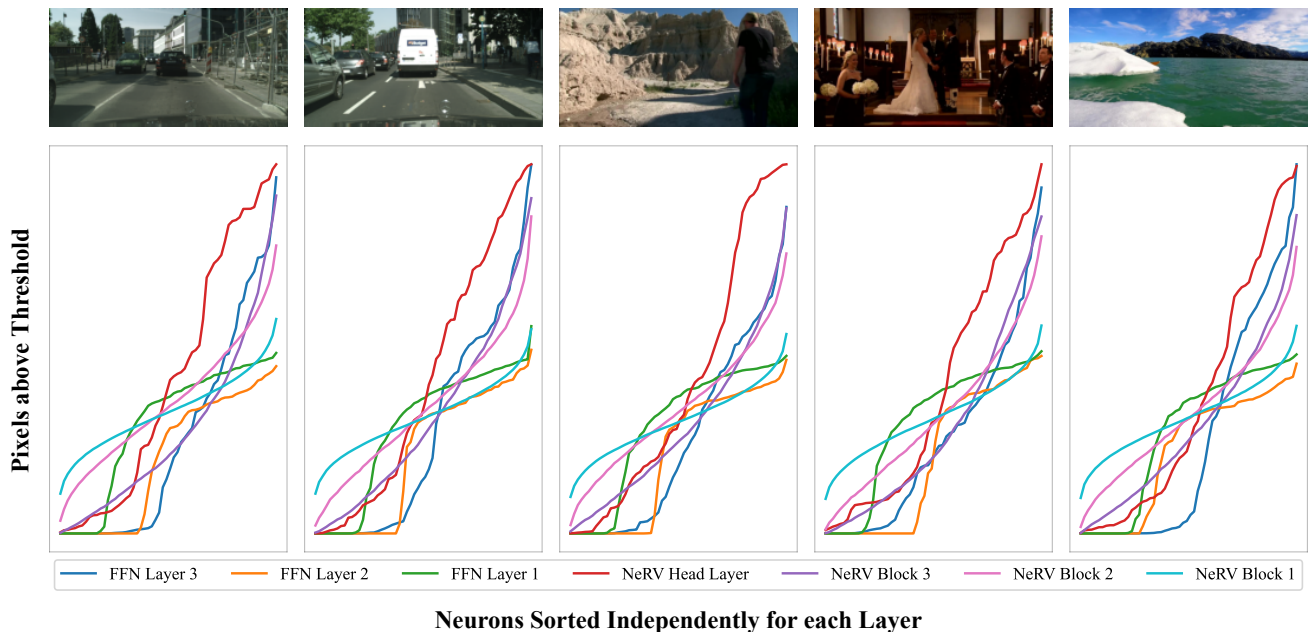 Pixels above Threshold
FFN Layer 3 FFN Layer 2 FFN Layer 1 NeRV Head Layer NeRV Block 3 NeRV Block 2 NeRV Block 1
Neurons Sorted Independently for each Layer